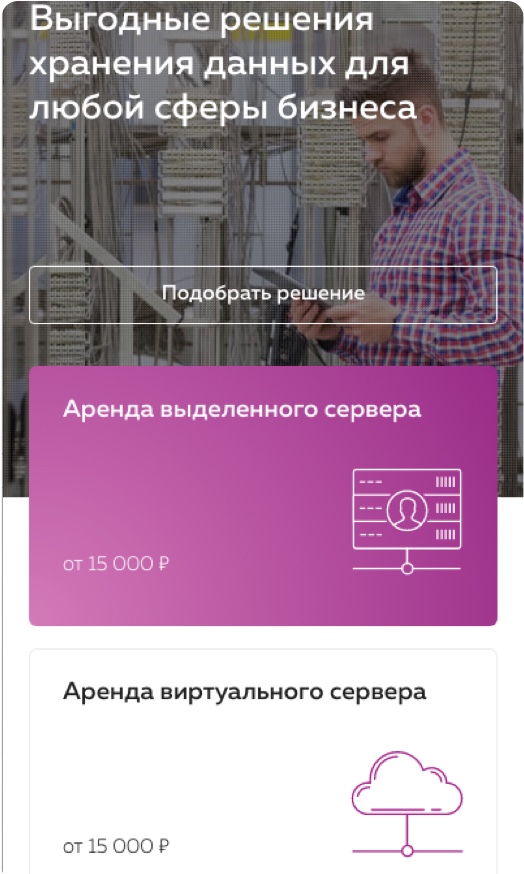 Выгодные решения
хранения данных для
любой сферы бизнеса
Подобрать решение
Аренда выделенного сервера
от 15 000 ₽
Аренда виртуального сервера
от 15 000 ₽